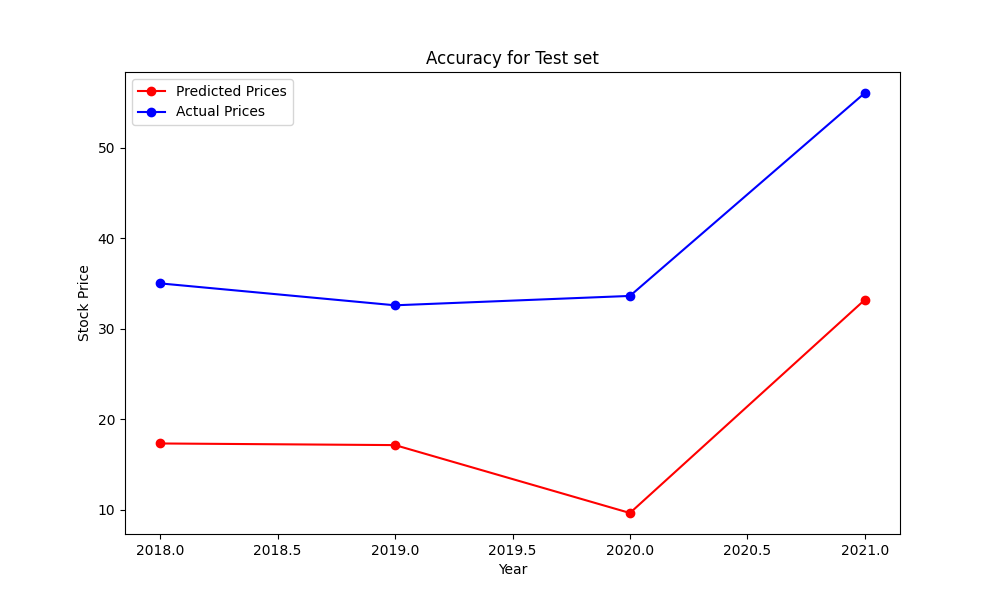 Accuracy for Test set
Predicted Prices
Actual Prices
50
40
30
20
10
Stock Price
2018.0 2018.5 2019.0 2019.5 2020.0 2020.5 2021.0
Year